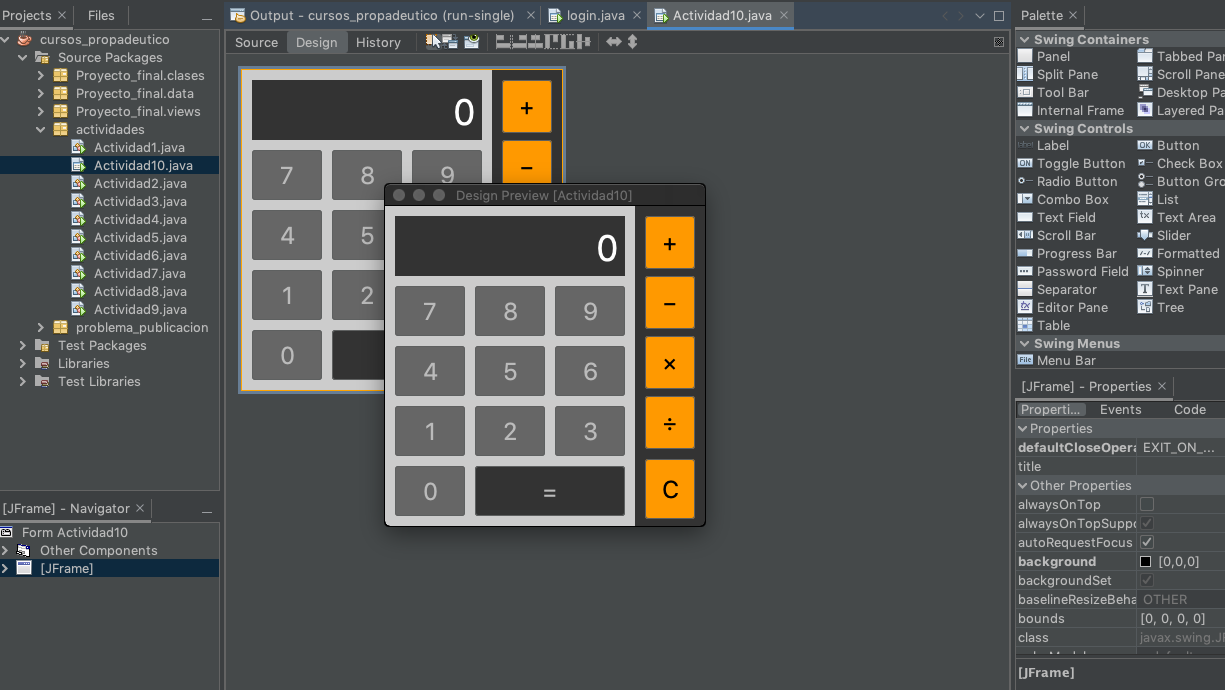 Projects
Files
cursos_propadeutico
Source Packages
Proyecto_final.clases
Proyecto_final.data
Proyecto_final.views
actividades
Actividad1.java
Actividad10.java
Actividad2.java
Actividad3.java
Actividad4.java
Actividad5.java
Actividad6.java
Actividad7.java
Actividad8.java
Actividad9.java
problema_publicacion
Test Packages
Libraries
Test Libraries
[JFrame] - Navigator
Form Actividad10
Other Components
[JFrame]
Output - cursos_propadeutico (run-single)
login.java
Actividad10.java
Source Design History
0 +
7 8 9 −
4 5
1 2
0
Design Preview [Actividad10]
0 +
7 8 9 −
4 5 6 ×
1 2 3 ÷
0 = C
Palette
Swing Containers
Panel Tabbed Pa
Split Pane Scroll Pane
Tool Bar Desktop Pa
Internal Frame Layered Pa
Swing Controls
Label Button
Toggle Button Check Box
Radio Button Button Gro
Combo Box List
Text Field Text Area
Scroll Bar Slider
Progress Bar Formatted
Password Field Spinner
Separator Text Pane
Editor Pane Tree
Table
Swing Menus
Menu Bar
[JFrame] - Properties
Properti... Events Code
Properties
defaultCloseOpera EXIT_ON_...
title
Other Properties
alwaysOnTop
alwaysOnTopSuppo
autoRequestFocus
background [0,0,0]
backgroundSet
baselineResizeBeha OTHER
bounds [0, 0, 0, 0]
class javax.swing.JF
[JFrame]